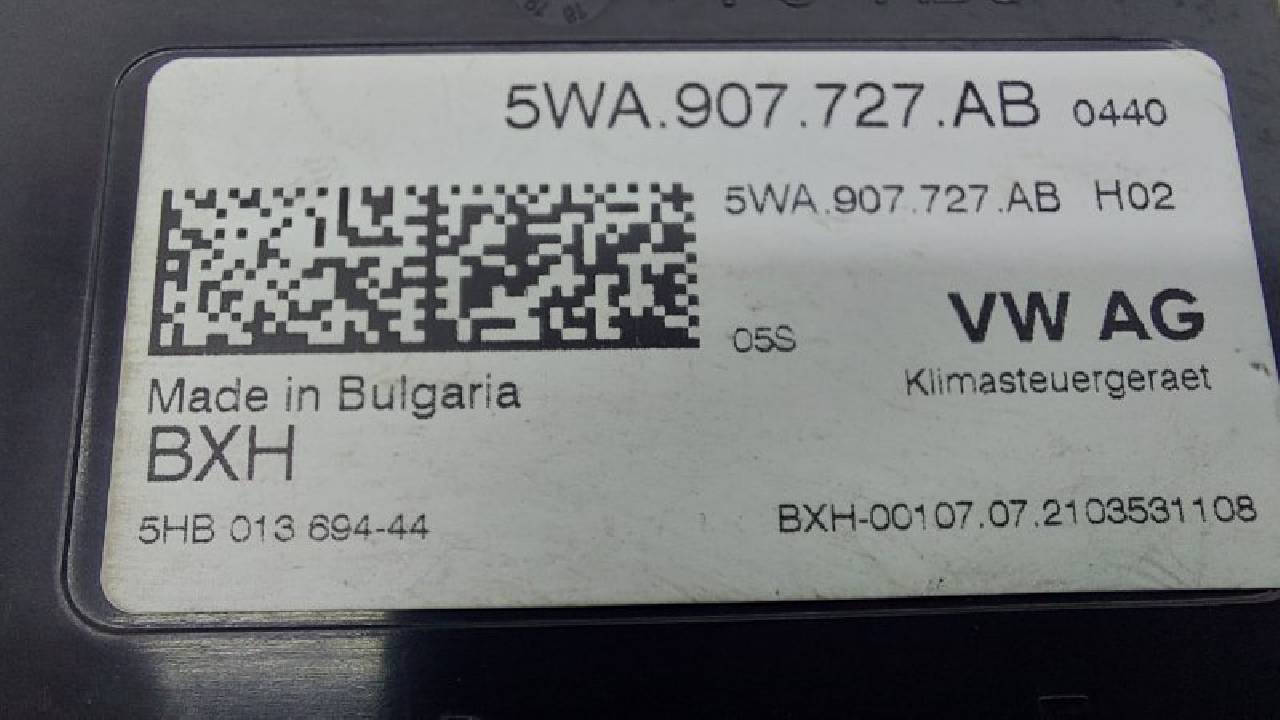 5WA.907.727.AB 0440
5WA.907.727.AB H02
05S
VW AG
Klimasteuergeraet
Made in Bulgaria
BXH
5HB 013 694-44
BXH-00107.07.2103531108